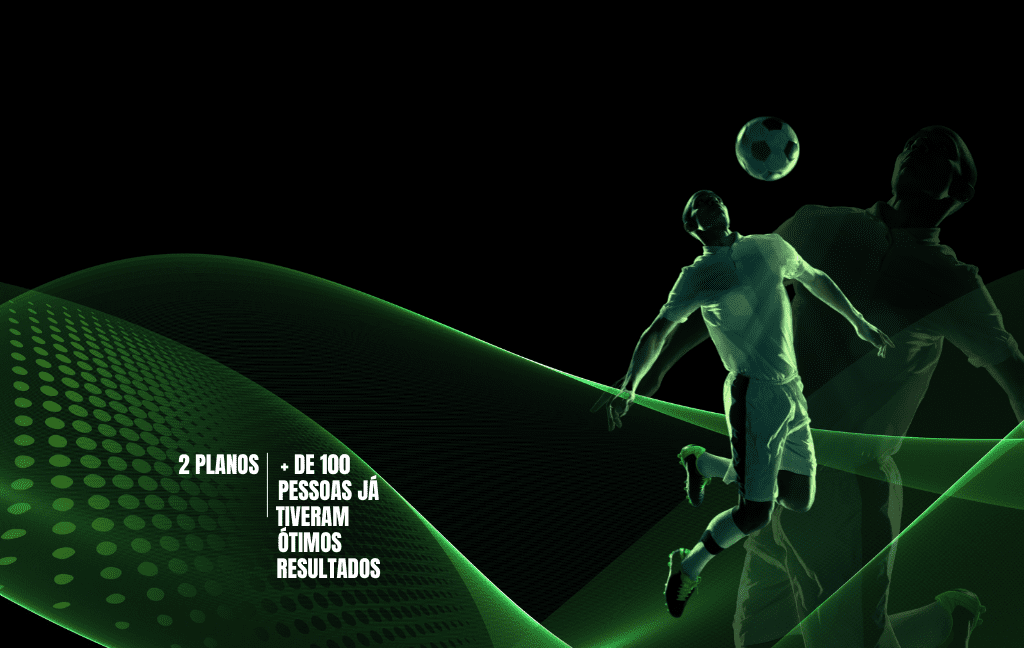 2 PLANOS
+ DE 100
PESSOAS JÁ
TIVERAM
ÓTIMOS
RESULTADOS